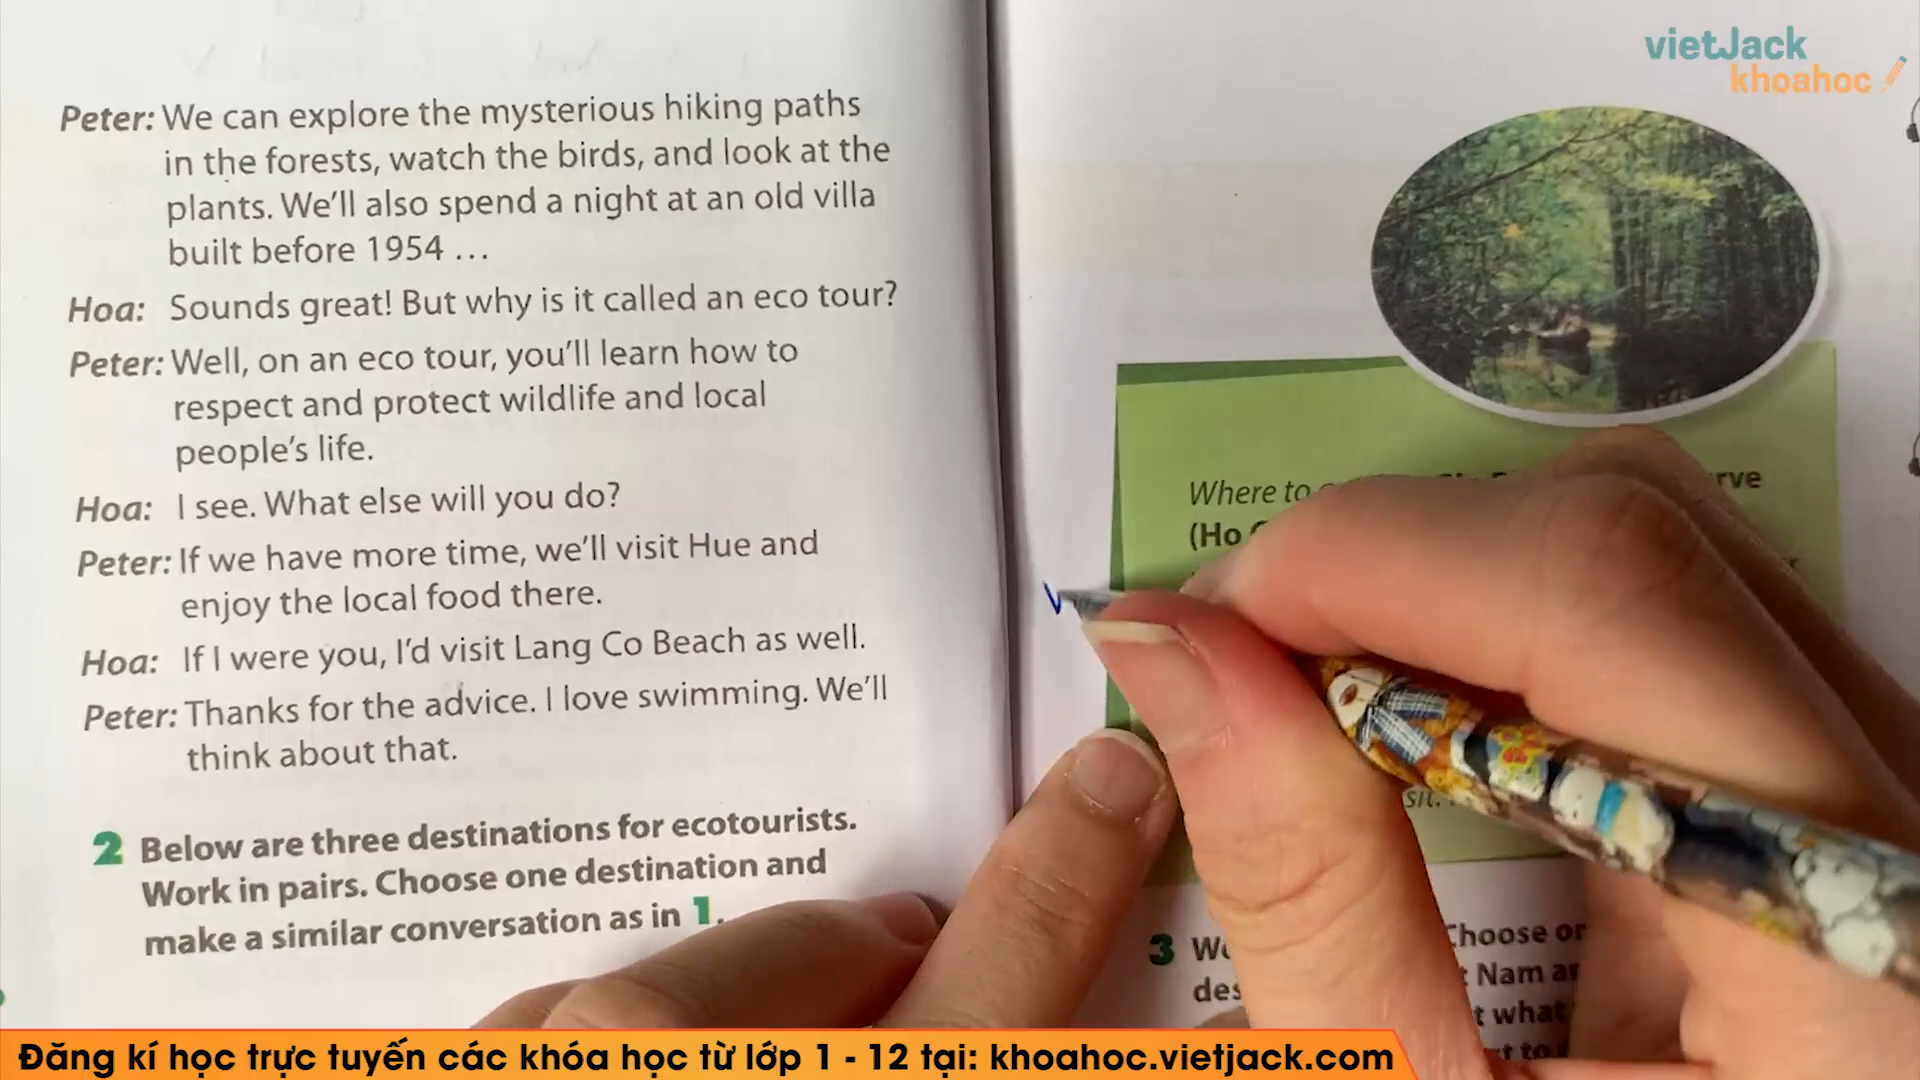 vietJack
khoahoc
Peter: We can explore the mysterious hiking paths
in the forests, watch the birds, and look at the
plants. We'll also spend a night at an old villa
built before 1954 ...
Hoa: Sounds great! But why is it called an eco tour?
Peter: Well, on an eco tour, you'll learn how to
respect and protect wildlife and local
people's life.
Hoa: I see. What else will you do?
Peter: If we have more time, we'll visit Hue and
enjoy the local food there.
Hoa: If I were you, I'd visit Lang Co Beach as well.
Peter: Thanks for the advice. I love swimming. We'll
think about that.
2 Below are three destinations for ecotourists.
Work in pairs. Choose one destination and
make a similar conversation as in 1.
Where to
(Ho
3
Nam
what
Đăng kí học trực tuyến các khóa học từ lớp 1 - 12 tại: khoahoc.vietjack.com